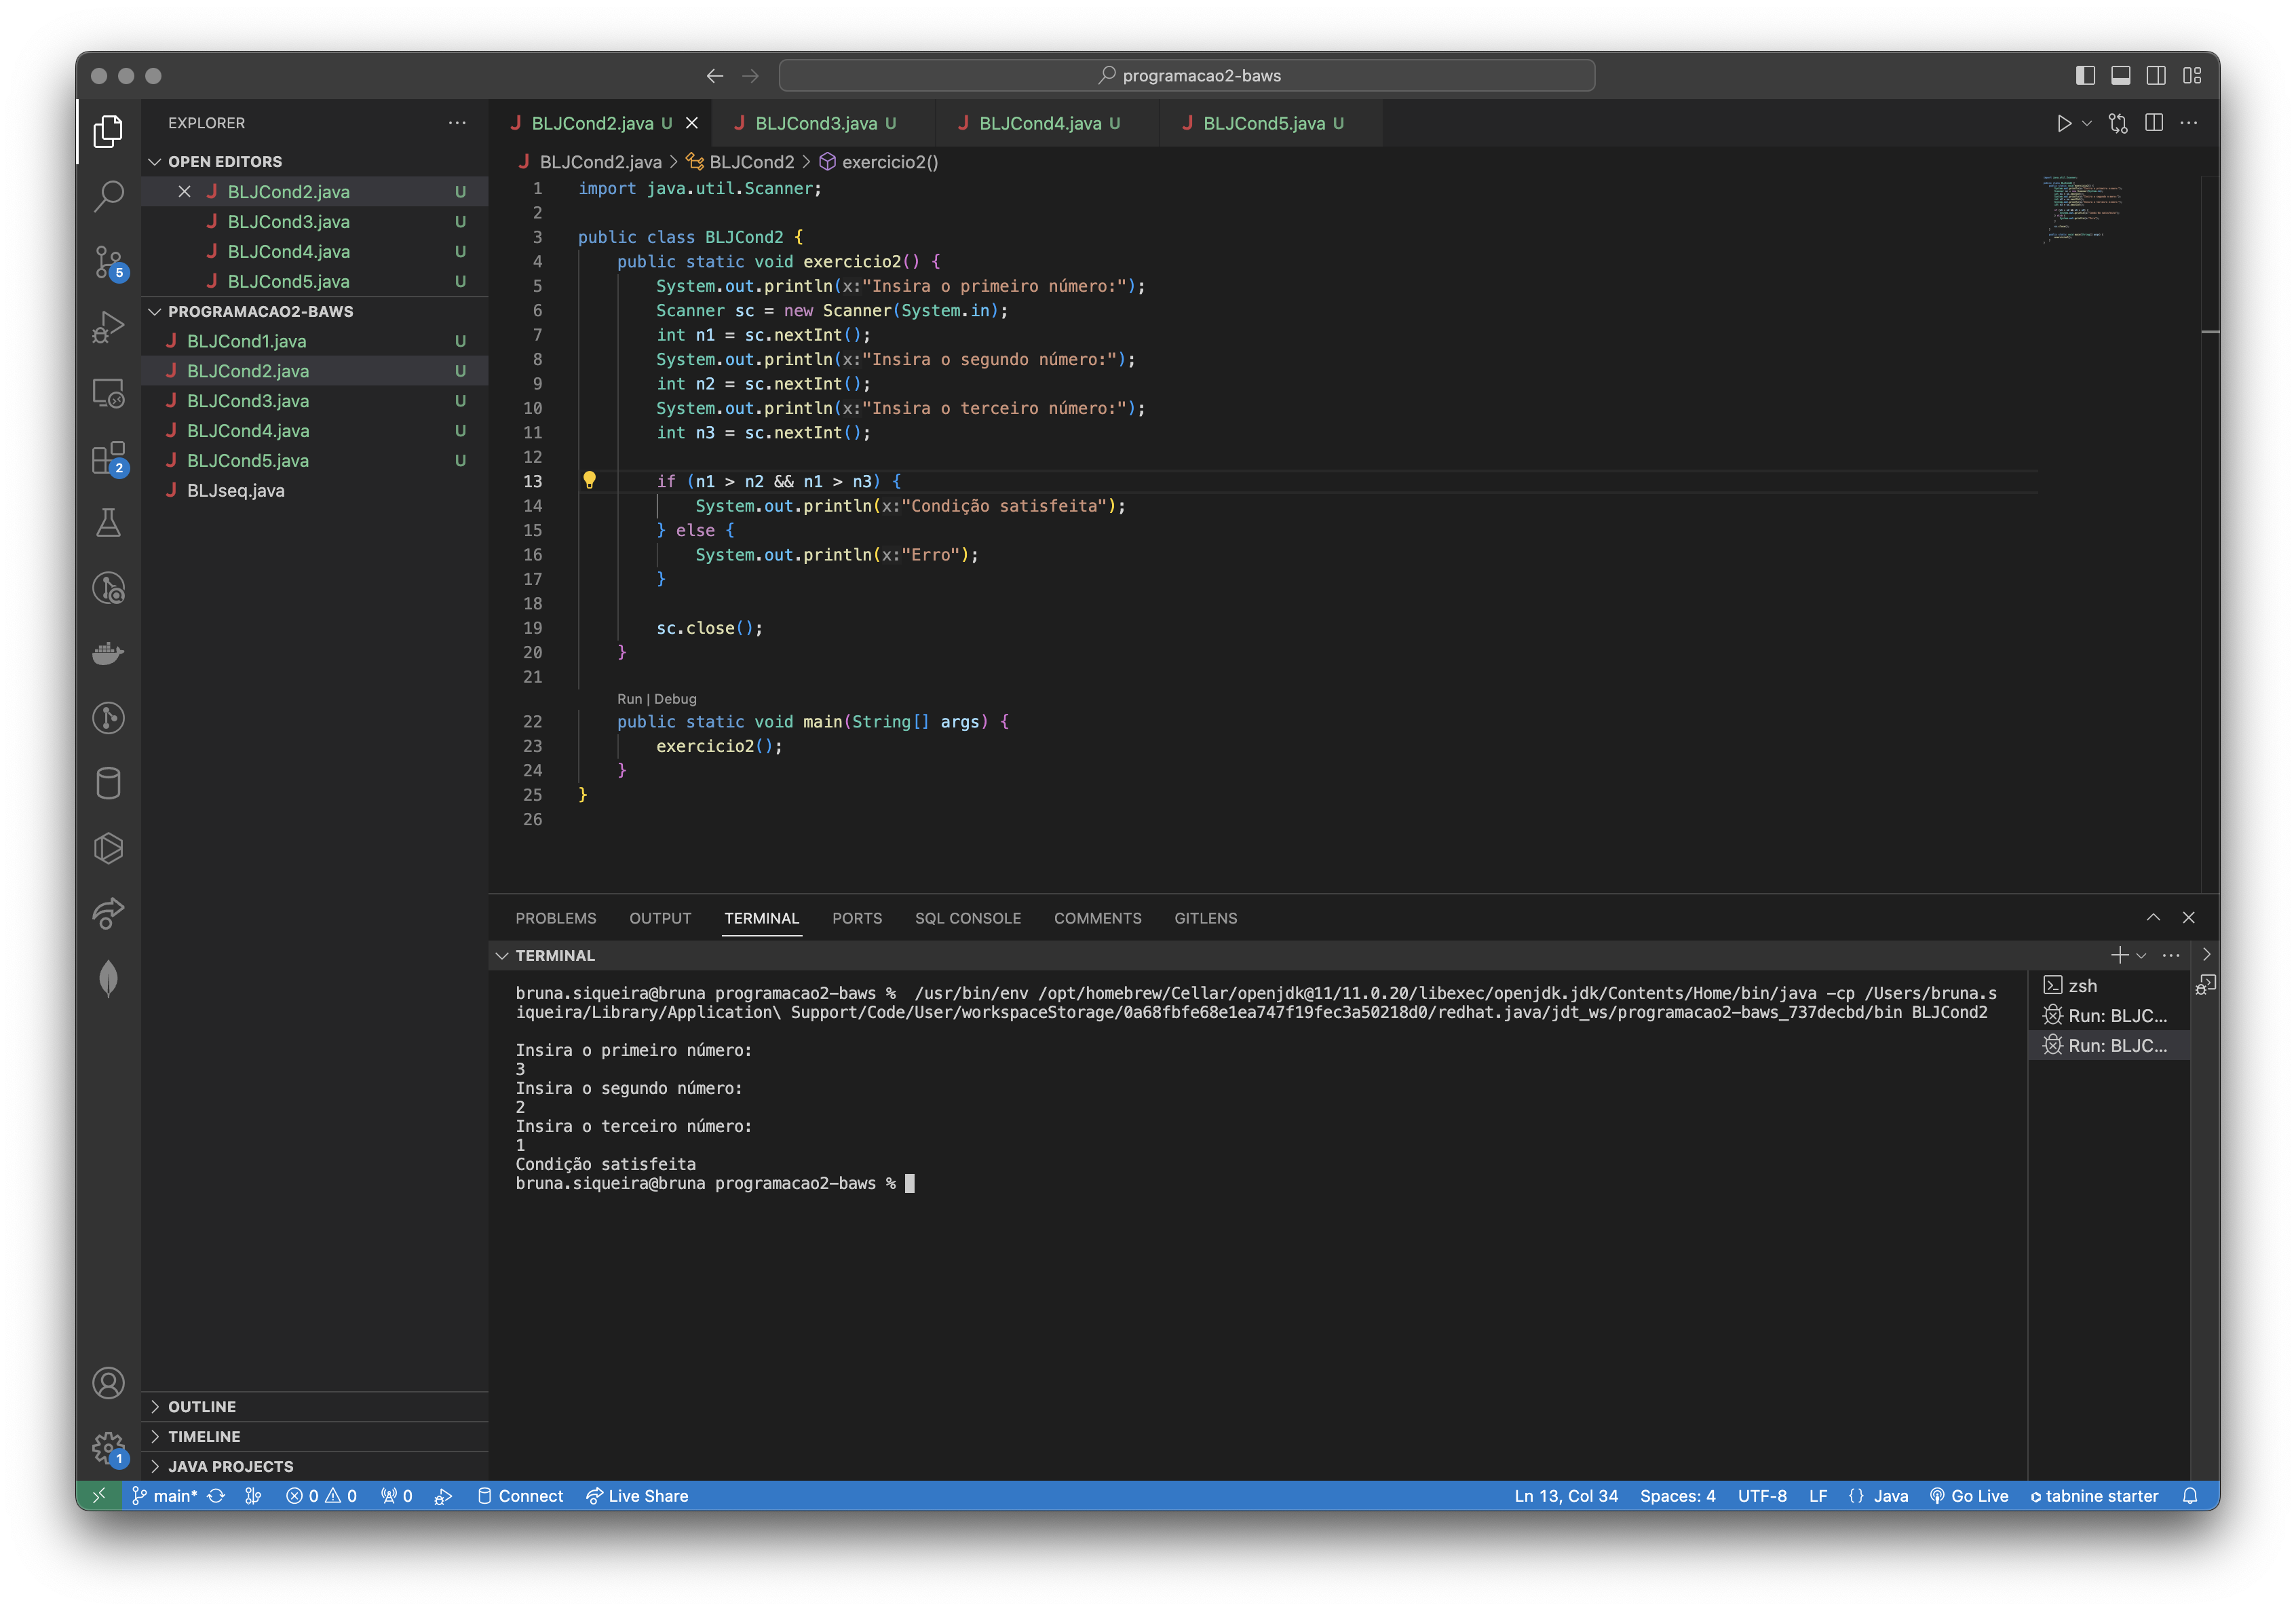 programacao2-baws
EXPLORER
OPEN EDITORS
BLJCond2.java U
BLJCond3.java U
BLJCond4.java U
BLJCond5.java U
PROGRAMACAO2-BAWS
BLJCond1.java U
BLJCond2.java U
BLJCond3.java U
BLJCond4.java U
BLJCond5.java U
BLJseq.java
OUTLINE
TIMELINE
JAVA PROJECTS
5
2
1
BLJCond2.java U BLJCond3.java U BLJCond4.java U BLJCond5.java U
BLJCond2.java > BLJCond2 > exercicio2()
1 import java.util.Scanner;
2
3 public class BLJCond2 {
4 public static void exercicio2() {
5 System.out.println(x:"Insira o primeiro número:");
6 Scanner sc = new Scanner(System.in);
7 int n1 = sc.nextInt();
8 System.out.println(x:"Insira o segundo número:");
9 int n2 = sc.nextInt();
10 System.out.println(x:"Insira o terceiro número:");
11 int n3 = sc.nextInt();
12
13 if (n1 > n2 && n1 > n3) {
14 System.out.println(x:"Condição satisfeita");
15 } else {
16 System.out.println(x:"Erro");
17 }
18
19 sc.close();
20 }
21
Run | Debug
22 public static void main(String[] args) {
23 exercicio2();
24 }
25 }
26
PROBLEMS OUTPUT TERMINAL PORTS SQL CONSOLE COMMENTS GITLENS
TERMINAL
bruna.siqueira@bruna programacao2-baws % /usr/bin/env /opt/homebrew/Cellar/openjdk@11/11.0.20/libexec/openjdk.jdk/Contents/Home/bin/java -cp /Users/bruna.s
iqueira/Library/Application\ Support/Code/User/workspaceStorage/0a68fbfe68e1ea747f19fec3a50218d0/redhat.java/jdt_ws/programacao2-baws_737decbd/bin BLJCond2
Insira o primeiro número:
3
Insira o segundo número:
2
Insira o terceiro número:
1
Condição satisfeita
bruna.siqueira@bruna programacao2-baws %
zsh
Run: BLJC...
Run: BLJC...
main* 0 0 0 Connect Live Share Ln 13, Col 34 Spaces: 4 UTF-8 LF {} Java Go Live tabnine starter